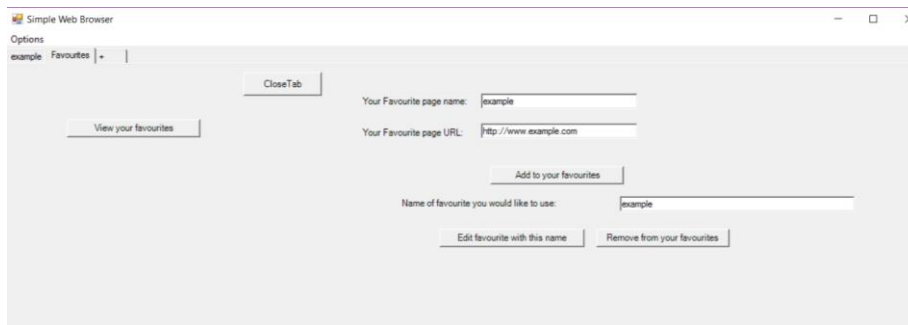 Simple Web Browser
Options
example Favourites +
CloseTab
Your Favourite page name: example
View your favourites
Your Favourite page URL: http://www.example.com
Add to your favourites
Name of favourite you would like to use: example
Edit favourite with this name Remove from your favourites